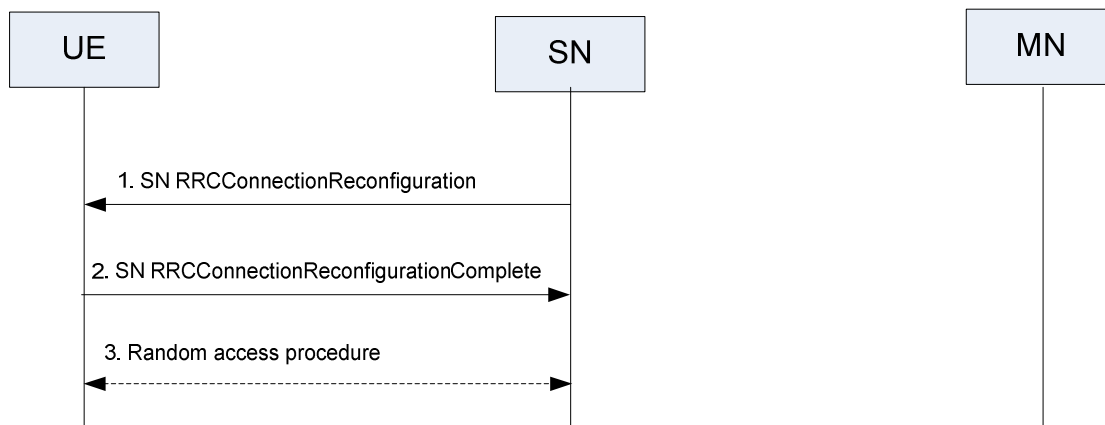 UE
SN
MN
1. SN RRCConnectionReconfiguration
2. SN RRCConnectionReconfigurationComplete
3. Random access procedure